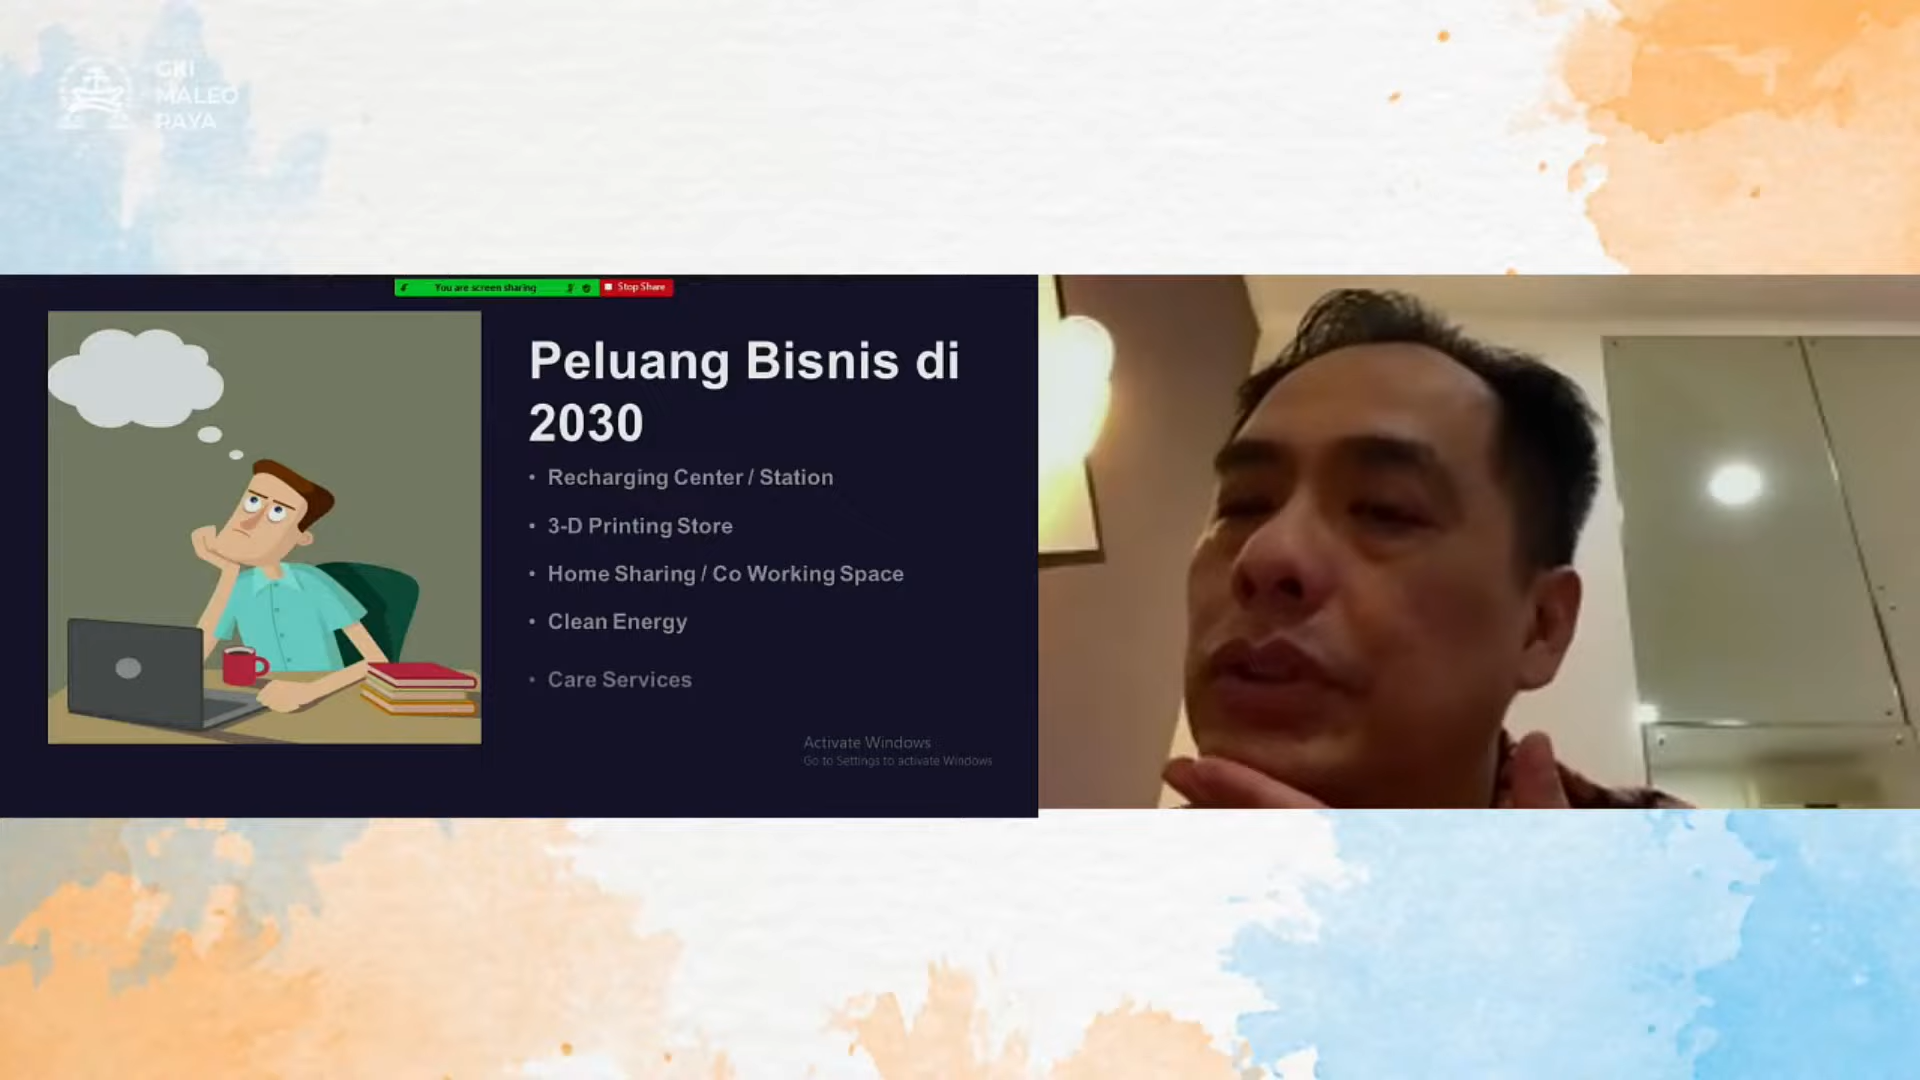 GKI
MALEO
RAYA
You are screen sharing
Stop Share
Peluang Bisnis di
2030
• Recharging Center / Station
• 3-D Printing Store
• Home Sharing / Co Working Space
• Clean Energy
• Care Services
Activate Windows
Go to Settings to activate Windows